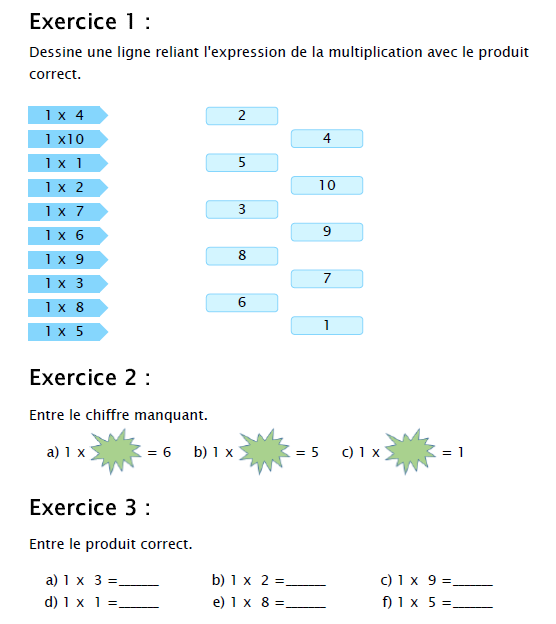 Exercice 1 :
Dessine une ligne reliant l'expression de la multiplication avec le produit
correct.
1 x 4
2
1 x10
4
1 x 1
5
1 x 2
10
1 x 7
3
1 x 6
9
1 x 9
8
1 x 3
7
1 x 8
6
1 x 5
1
Exercice 2 :
Entre le chiffre manquant.
a) 1 x = 6 b) 1 x = 5 c) 1 x = 1
Exercice 3 :
Entre le produit correct.
a) 1 x 3 =______ b) 1 x 2 =______ c) 1 x 9 =______
d) 1 x 1 =______ e) 1 x 8 =______ f) 1 x 5 =______